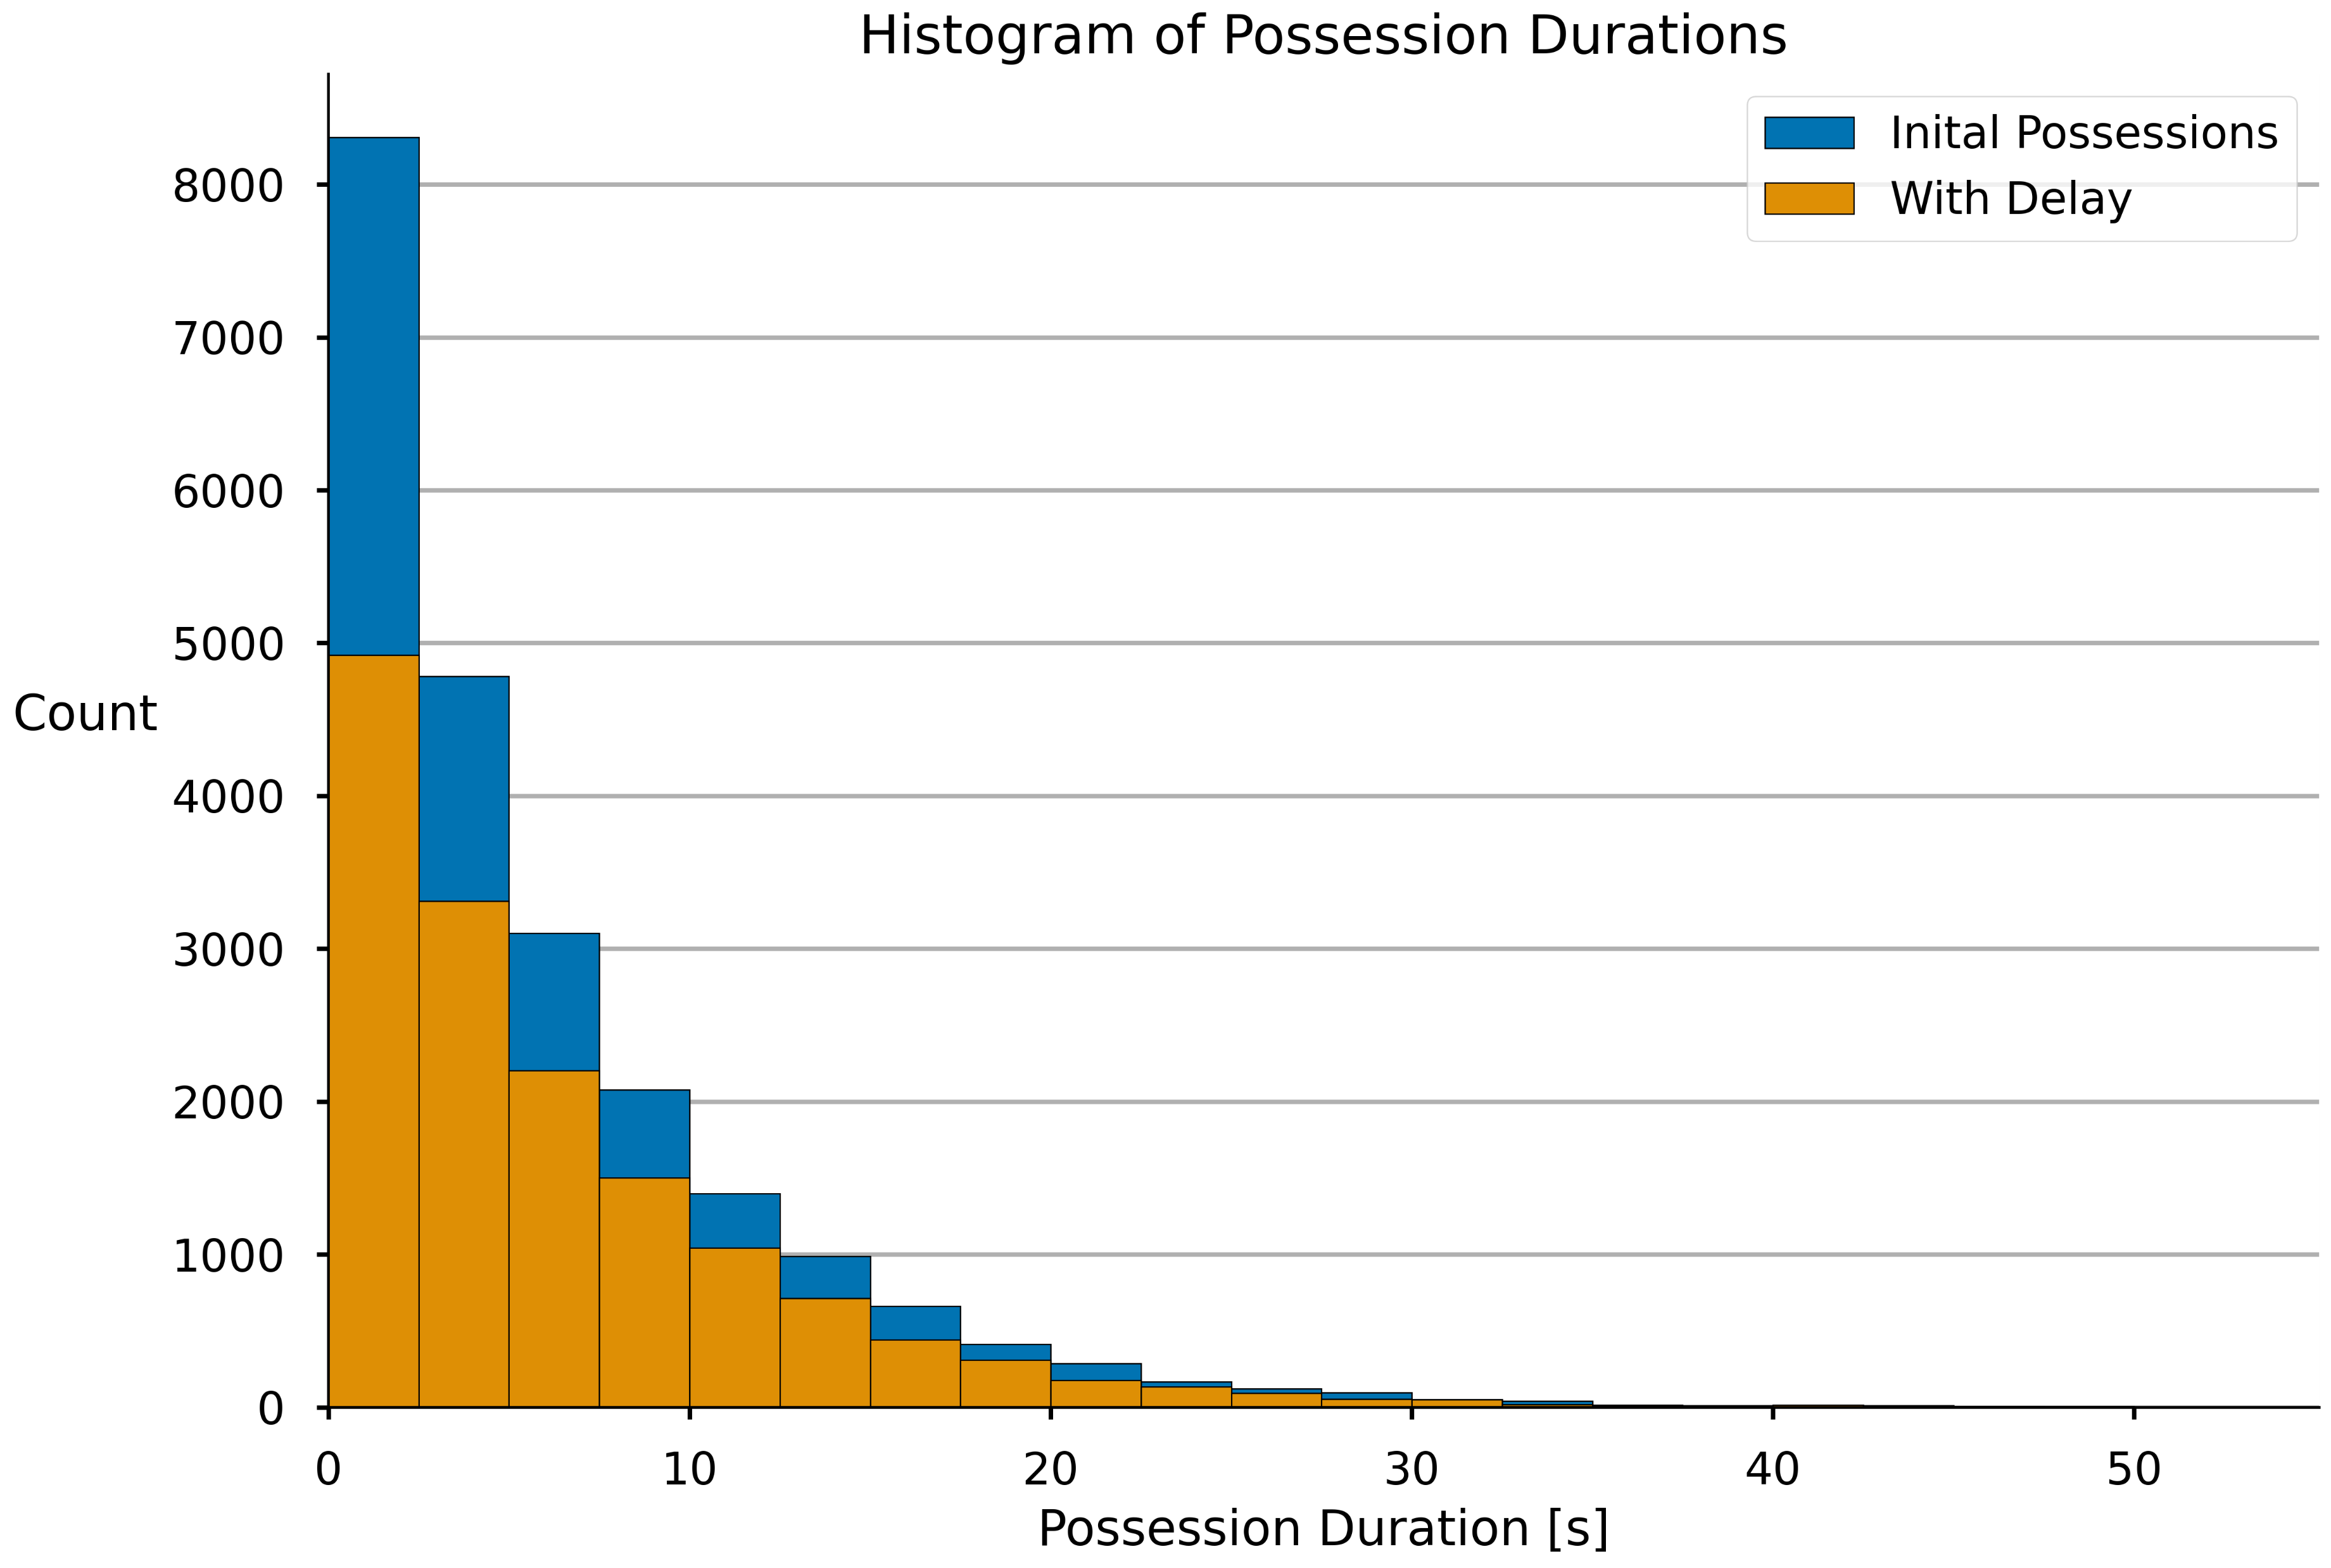 Histogram of Possession Durations
Inital Possessions
With Delay
8000
7000
6000
5000
4000
3000
2000
1000
0
Count
0 10 20 30 40 50
Possession Duration [s]